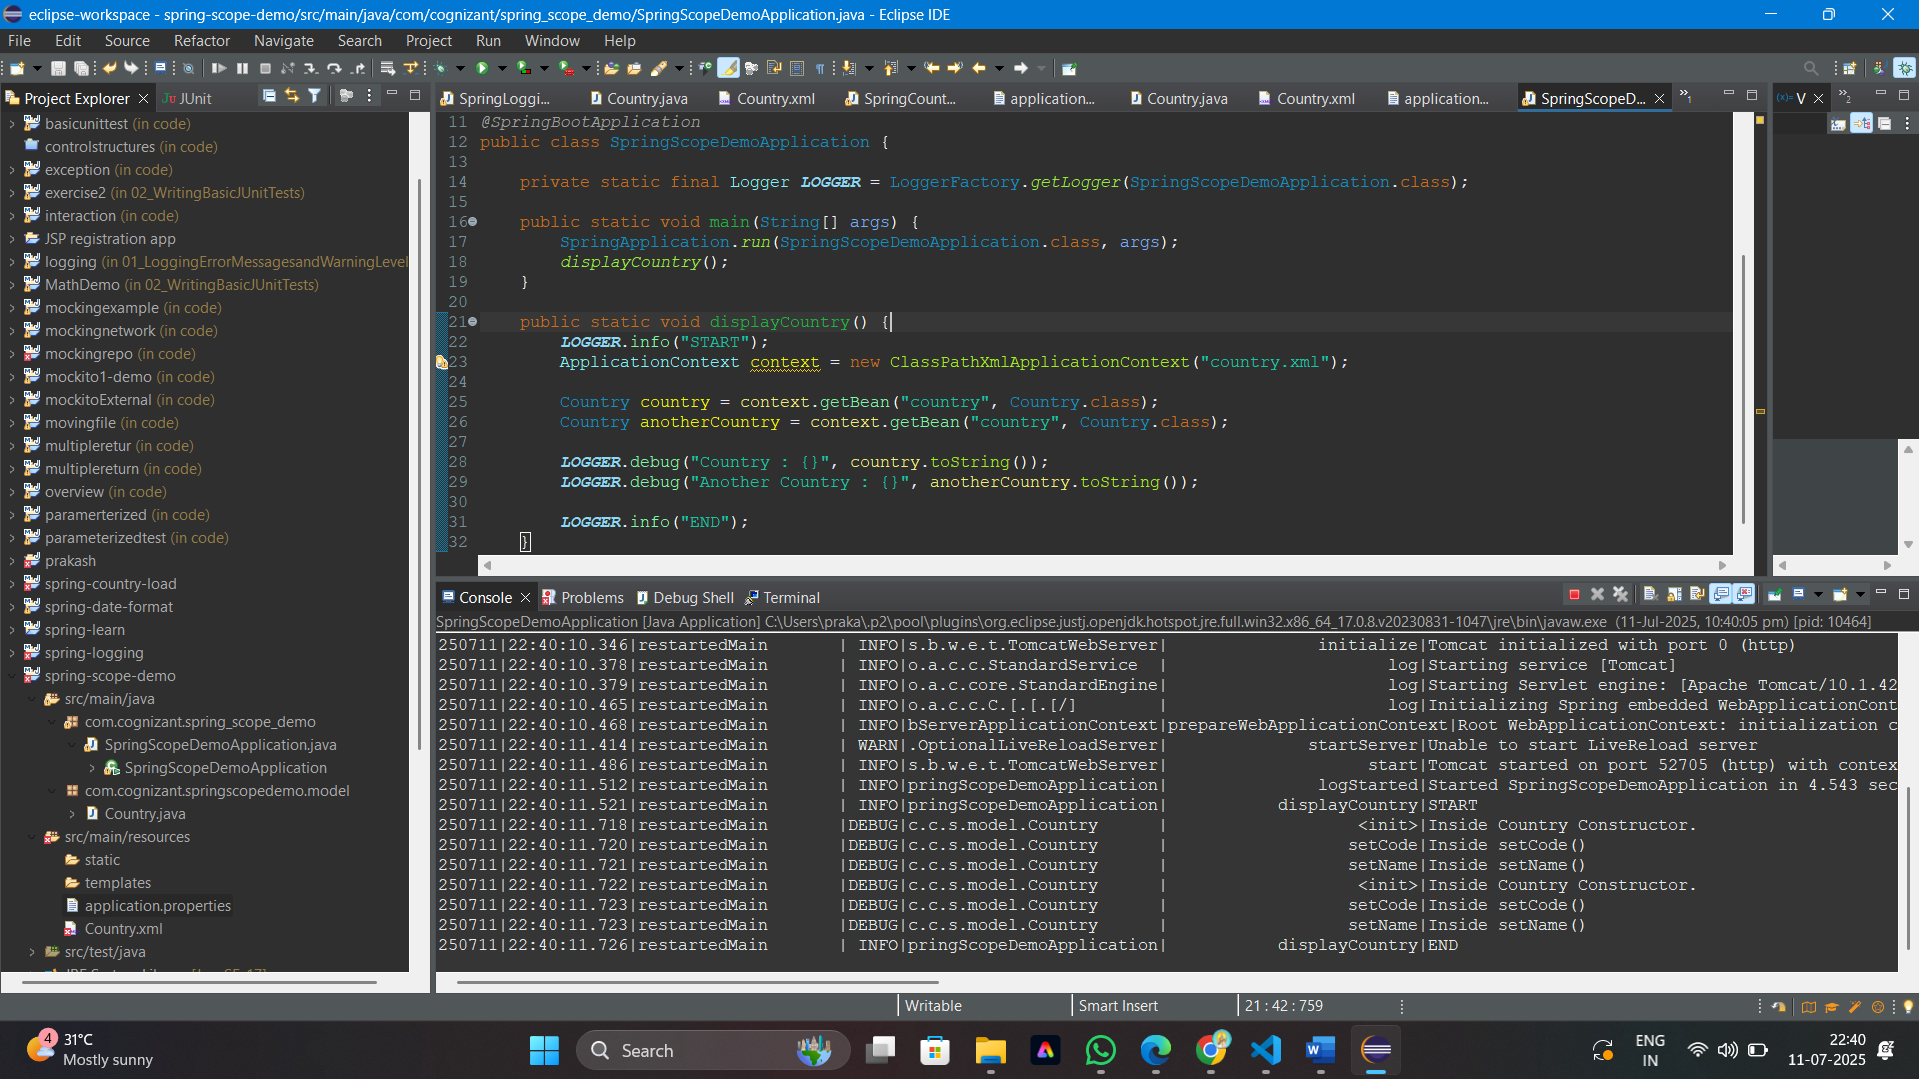 eclipse-workspace - spring-scope-demo/src/main/java/com/cognizant/spring_scope_demo/SpringScopeDemoApplication.java - Eclipse IDE
File Edit Source Refactor Navigate Search Project Run Window Help
Project Explorer
JUnit
basicunittest (in code)
controlstructures (in code)
exception (in code)
exercise2 (in 02_WritingBasicJUnitTests)
interaction (in code)
JSP registration app
logging (in 01_LoggingErrorMessagesandWarningLevel
MathDemo (in 02_WritingBasicJUnitTests)
mockingexample (in code)
mockingnetwork (in code)
mockingrepo (in code)
mockito1-demo (in code)
mockitoExternal (in code)
movingfile (in code)
multipleretur (in code)
multiplereturn (in code)
overview (in code)
paramerterized (in code)
parameterizedtest (in code)
prakash
spring-country-load
spring-date-format
spring-learn
spring-logging
spring-scope-demo
src/main/java
com.cognizant.spring_scope_demo
SpringScopeDemoApplication.java
SpringScopeDemoApplication
com.cognizant.springscopedemo.model
Country.java
src/main/resources
static
templates
application.properties
Country.xml
src/test/java
SpringLoggi... Country.java Country.xml SpringCount... application... Country.java Country.xml application... SpringScopeD... »1
(x)= V »2
11 @SpringBootApplication
12 public class SpringScopeDemoApplication {
13
14 private static final Logger LOGGER = LoggerFactory.getLogger(SpringScopeDemoApplication.class);
15
16 public static void main(String[] args) {
17 SpringApplication.run(SpringScopeDemoApplication.class, args);
18 displayCountry();
19 }
20
21 public static void displayCountry() {
22 LOGGER.info("START");
23 ApplicationContext context = new ClassPathXmlApplicationContext("country.xml");
24
25 Country country = context.getBean("country", Country.class);
26 Country anotherCountry = context.getBean("country", Country.class);
27
28 LOGGER.debug("Country : {}", country.toString());
29 LOGGER.debug("Another Country : {}", anotherCountry.toString());
30
31 LOGGER.info("END");
32 }
Console Problems Debug Shell Terminal
SpringScopeDemoApplication [Java Application] C:\Users\praka\.p2\pool\plugins\org.eclipse.justj.openjdk.hotspot.jre.full.win32.x86_64_17.0.8.v20230831-1047\jre\bin\javaw.exe (11-Jul-2025, 10:40:05 pm) [pid: 10464]
250711|22:40:10.346|restartedMain | INFO|s.b.w.e.t.TomcatWebServer| initialize|Tomcat initialized with port 0 (http)
250711|22:40:10.378|restartedMain | INFO|o.a.c.c.StandardService | log|Starting service [Tomcat]
250711|22:40:10.379|restartedMain | INFO|o.a.c.core.StandardEngine| log|Starting Servlet engine: [Apache Tomcat/10.1.42
250711|22:40:10.465|restartedMain | INFO|o.a.c.c.C.[.[.[/] | log|Initializing Spring embedded WebApplicationCont
250711|22:40:10.468|restartedMain | INFO|bServerApplicationContext|prepareWebApplicationContext|Root WebApplicationContext: initialization c
250711|22:40:11.414|restartedMain | WARN|.OptionalLiveReloadServer| startServer|Unable to start LiveReload server
250711|22:40:11.486|restartedMain | INFO|s.b.w.e.t.TomcatWebServer| start|Tomcat started on port 52705 (http) with contex
250711|22:40:11.512|restartedMain | INFO|pringScopeDemoApplication| logStarted|Started SpringScopeDemoApplication in 4.543 sec
250711|22:40:11.521|restartedMain | INFO|pringScopeDemoApplication| displayCountry|START
250711|22:40:11.718|restartedMain |DEBUG|c.c.s.model.Country | <init>|Inside Country Constructor.
250711|22:40:11.720|restartedMain |DEBUG|c.c.s.model.Country | setCode|Inside setCode()
250711|22:40:11.721|restartedMain |DEBUG|c.c.s.model.Country | setName|Inside setName()
250711|22:40:11.722|restartedMain |DEBUG|c.c.s.model.Country | <init>|Inside Country Constructor.
250711|22:40:11.723|restartedMain |DEBUG|c.c.s.model.Country | setCode|Inside setCode()
250711|22:40:11.723|restartedMain |DEBUG|c.c.s.model.Country | setName|Inside setName()
250711|22:40:11.726|restartedMain | INFO|pringScopeDemoApplication| displayCountry|END
Writable Smart Insert 21 : 42 : 759
4
31°C
Mostly sunny
Search
ENG
IN
22:40
11-07-2025